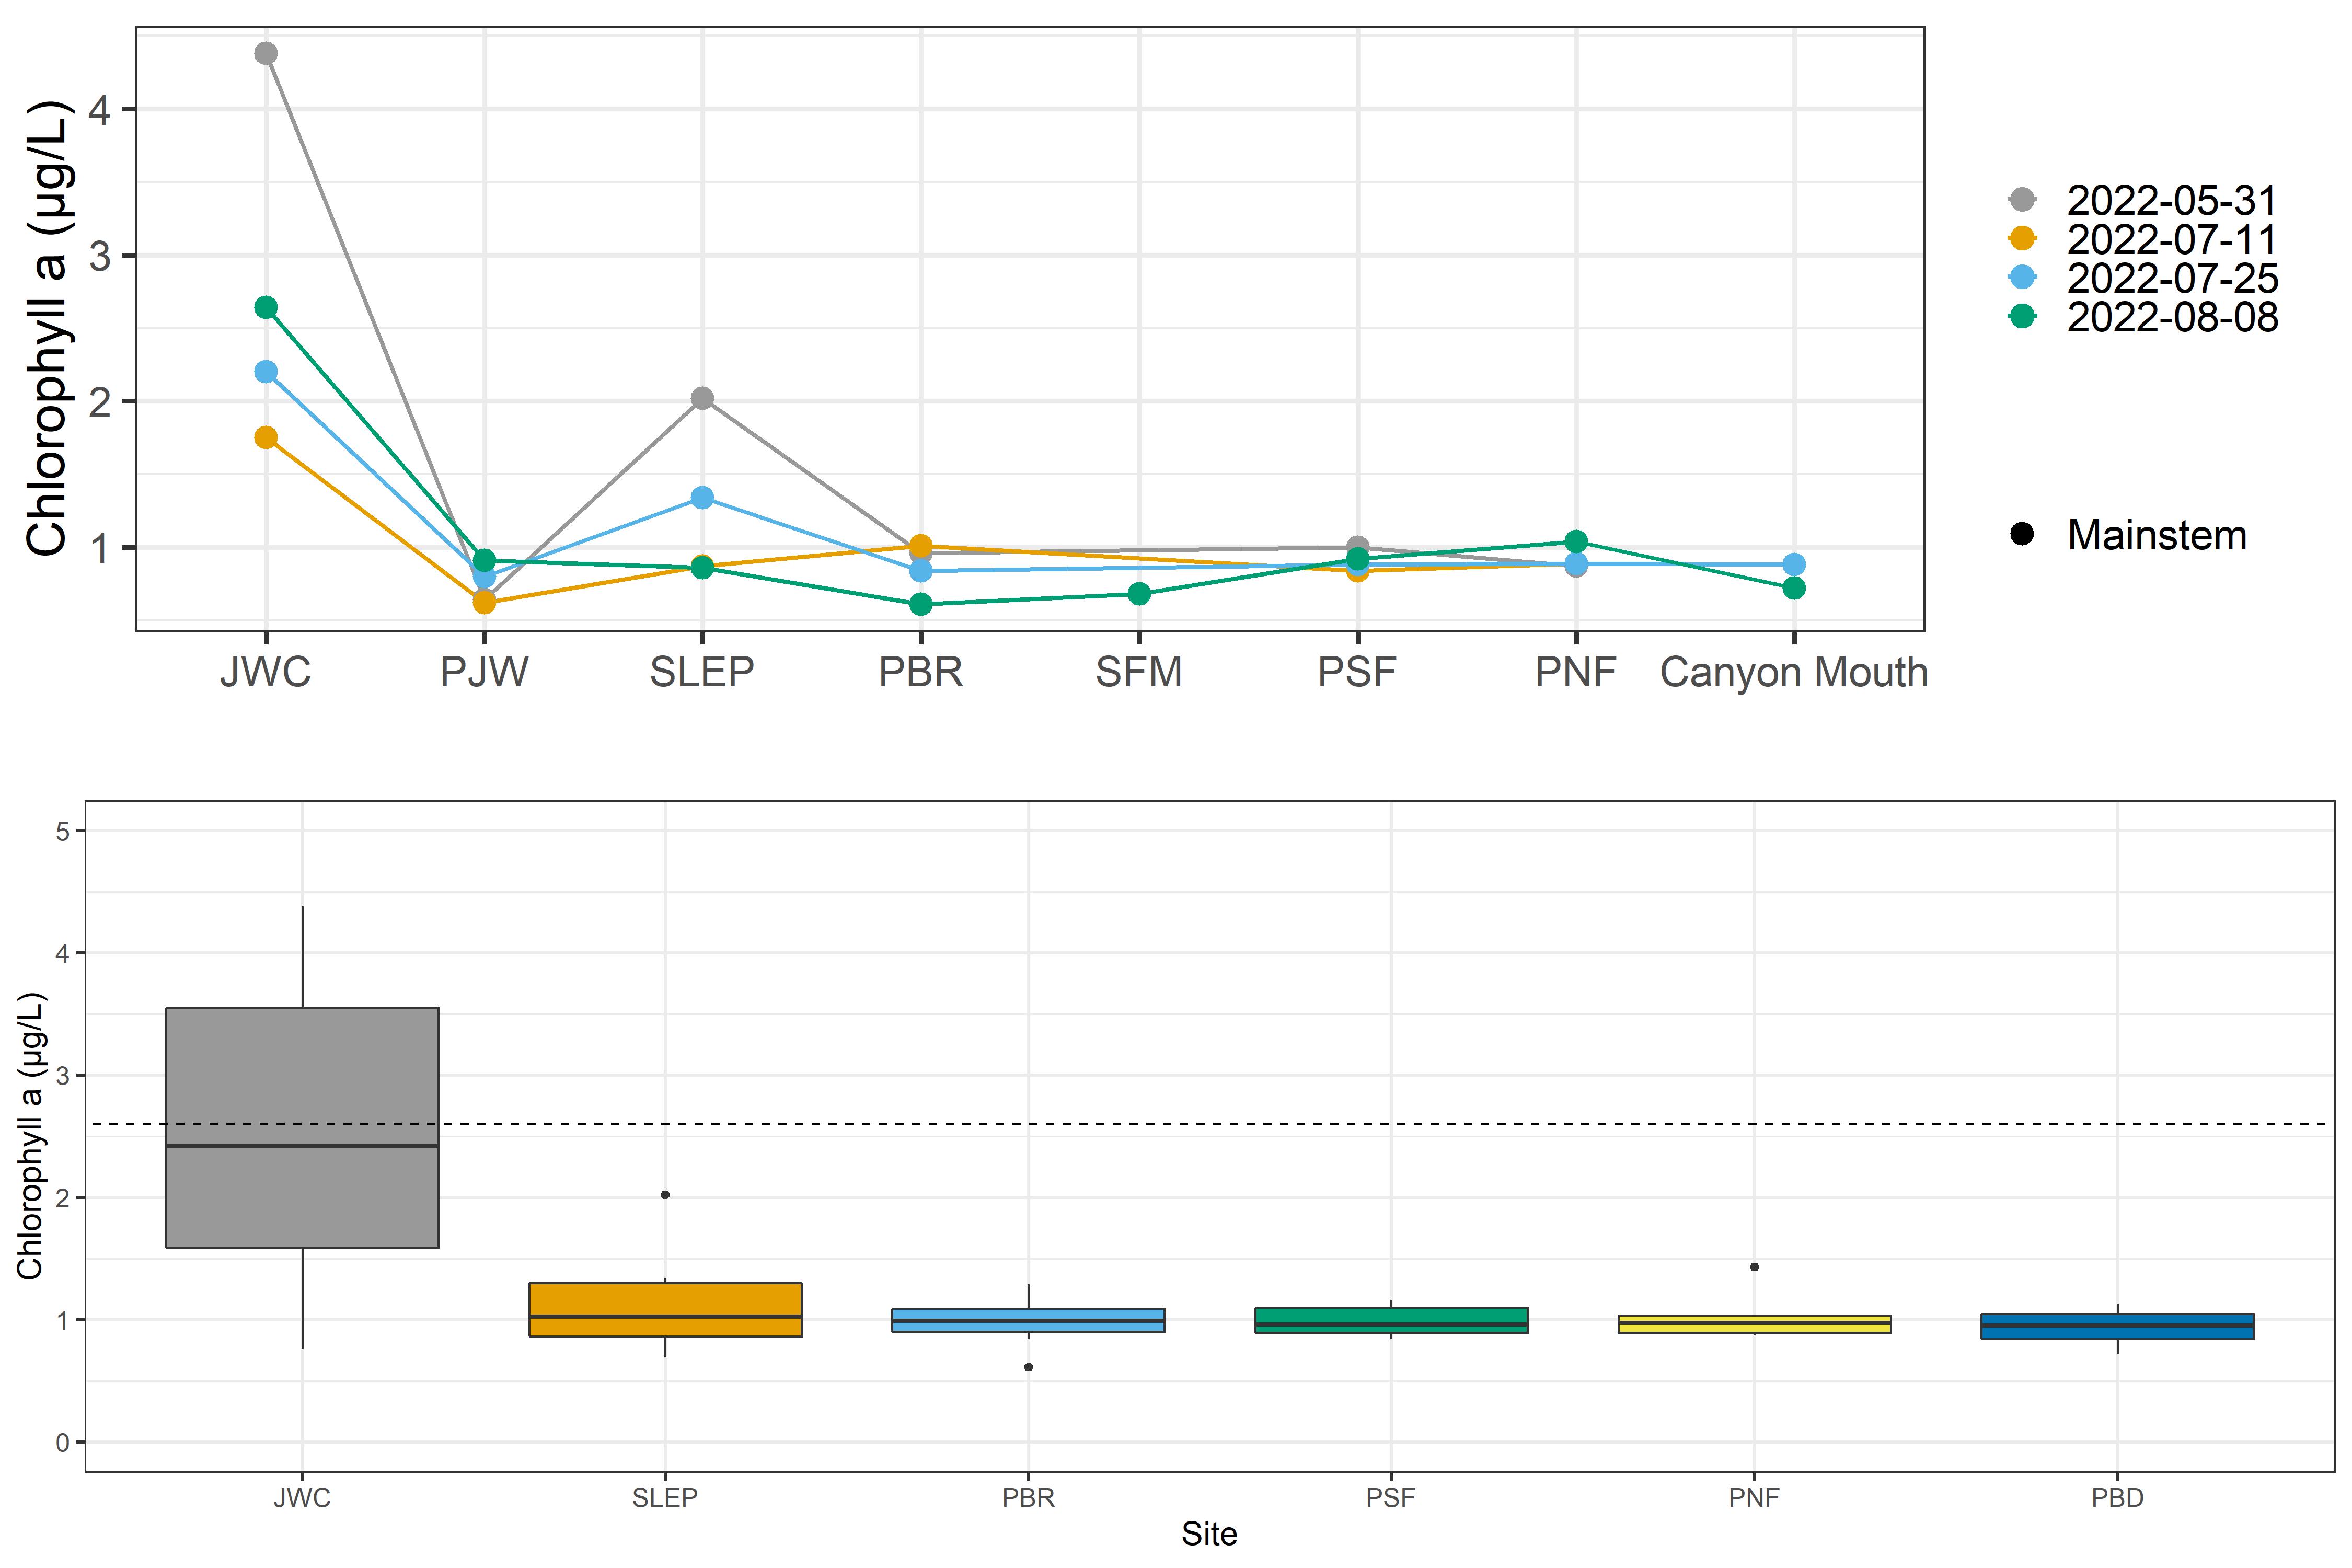 Chlorophyll a (µg/L)
4
3
2
1
JWC PJW SLEP PBR SFM PSF PNF Canyon Mouth
2022-05-31
2022-07-11
2022-07-25
2022-08-08
Mainstem
Chlorophyll a (µg/L)
5
4
3
2
1
0
JWC SLEP PBR PSF PNF PBD
Site